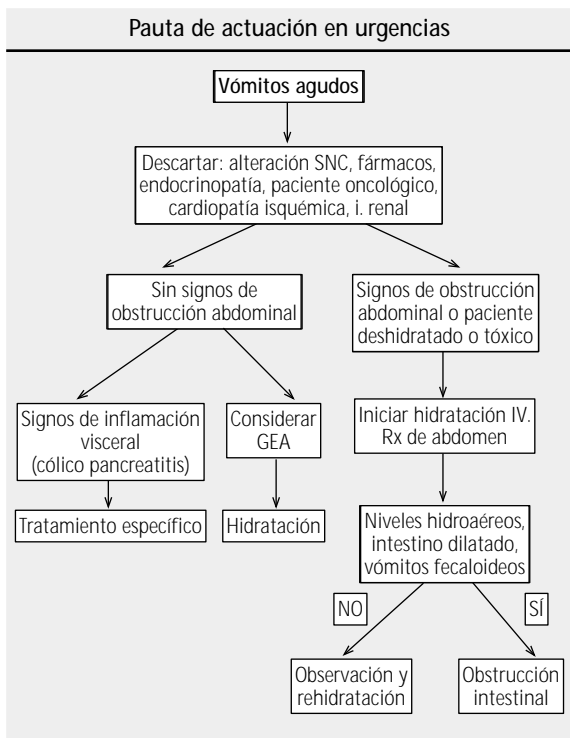 Pauta de actuación en urgencias
Vómitos agudos
Descartar: alteración SNC, fármacos,
endocrinopatía, paciente oncológico,
cardiopatía isquémica, i. renal
Sin signos de
obstrucción abdominal
Signos de obstrucción
abdominal o paciente
deshidratado o tóxico
Signos de inflamación
visceral
(cólico pancreatitis)
Considerar
GEA
Iniciar hidratación IV.
Rx de abdomen
Tratamiento específico
Hidratación
Niveles hidroaéreos,
intestino dilatado,
vómitos fecaloideos
NO
SÍ
Observación y
rehidratación
Obstrucción
intestinal